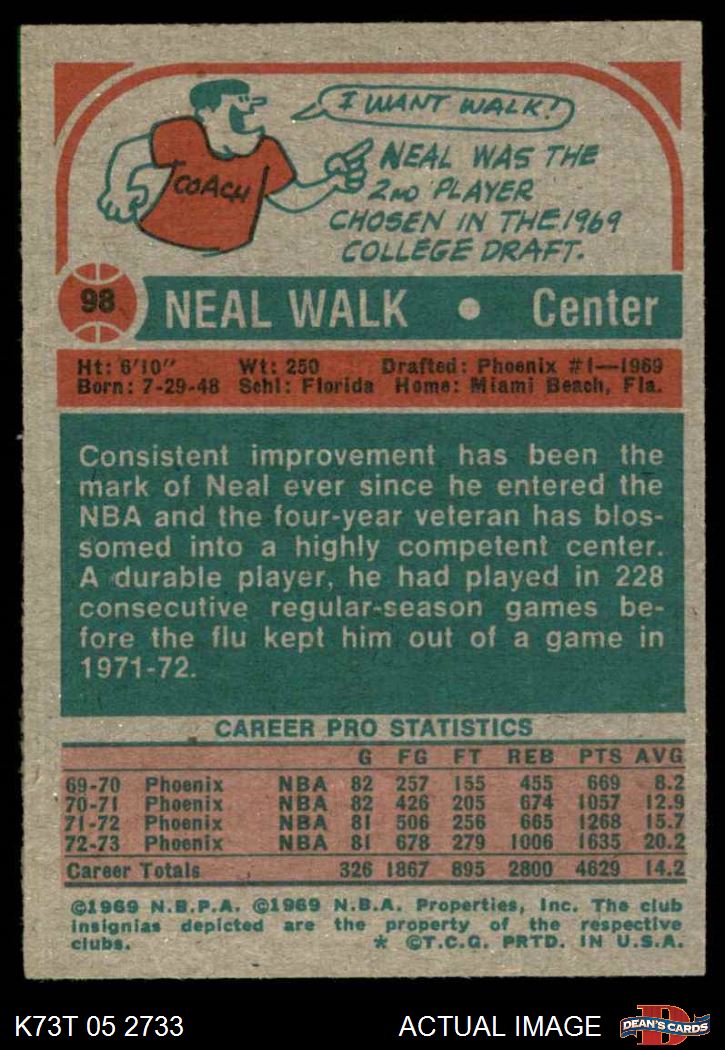 I WANT WALK!
COACH
NEAL WAS THE
2ND PLAYER
CHOSEN IN THE 1969
COLLEGE DRAFT.
98 NEAL WALK • Center
Ht: 6'10" Wt: 250 Drafted: Phoenix #1—1969
Born: 7-29-48 Schl: Florida Home: Miami Beach, Fla.
Consistent improvement has been the
mark of Neal ever since he entered the
NBA and the four-year veteran has blos-
somed into a highly competent center.
A durable player, he had played in 228
consecutive regular-season games be-
fore the flu kept him out of a game in
1971-72.
CAREER PRO STATISTICS
G FG FT REB PTS AVG
69-70 Phoenix NBA 82 257 155 455 669 8.2
70-71 Phoenix NBA 82 426 205 674 1057 12.9
71-72 Phoenix NBA 81 506 256 665 1268 15.7
72-73 Phoenix NBA 81 678 279 1006 1635 20.2
Career Totals 326 1867 895 2800 4629 14.2
©1969 N.B.P.A. ©1969 N.B.A. Properties, Inc. The club
insignias depicted are the property of the respective
clubs. * ©T.C.G. PRTD. IN U.S.A.
K73T 05 2733 ACTUAL IMAGE D DEAN'S CARDS